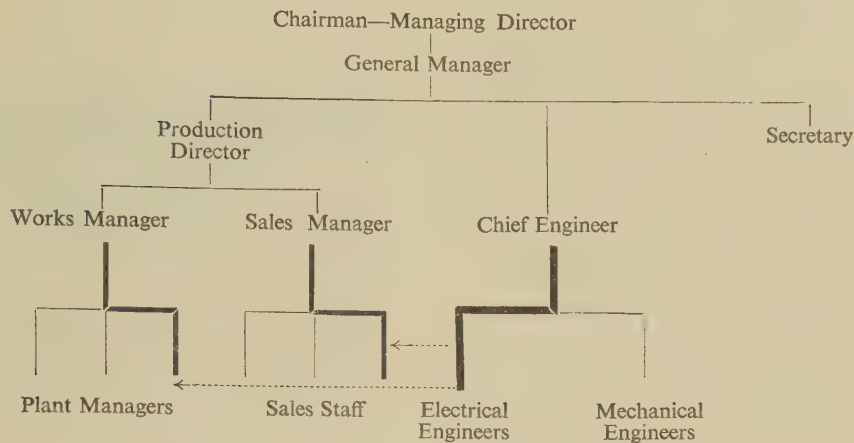 Chairman—Managing Director
General Manager
Production
Director
Secretary
Works Manager
Sales Manager
Chief Engineer
Plant Managers
Sales Staff
Electrical
Engineers
Mechanical
Engineers